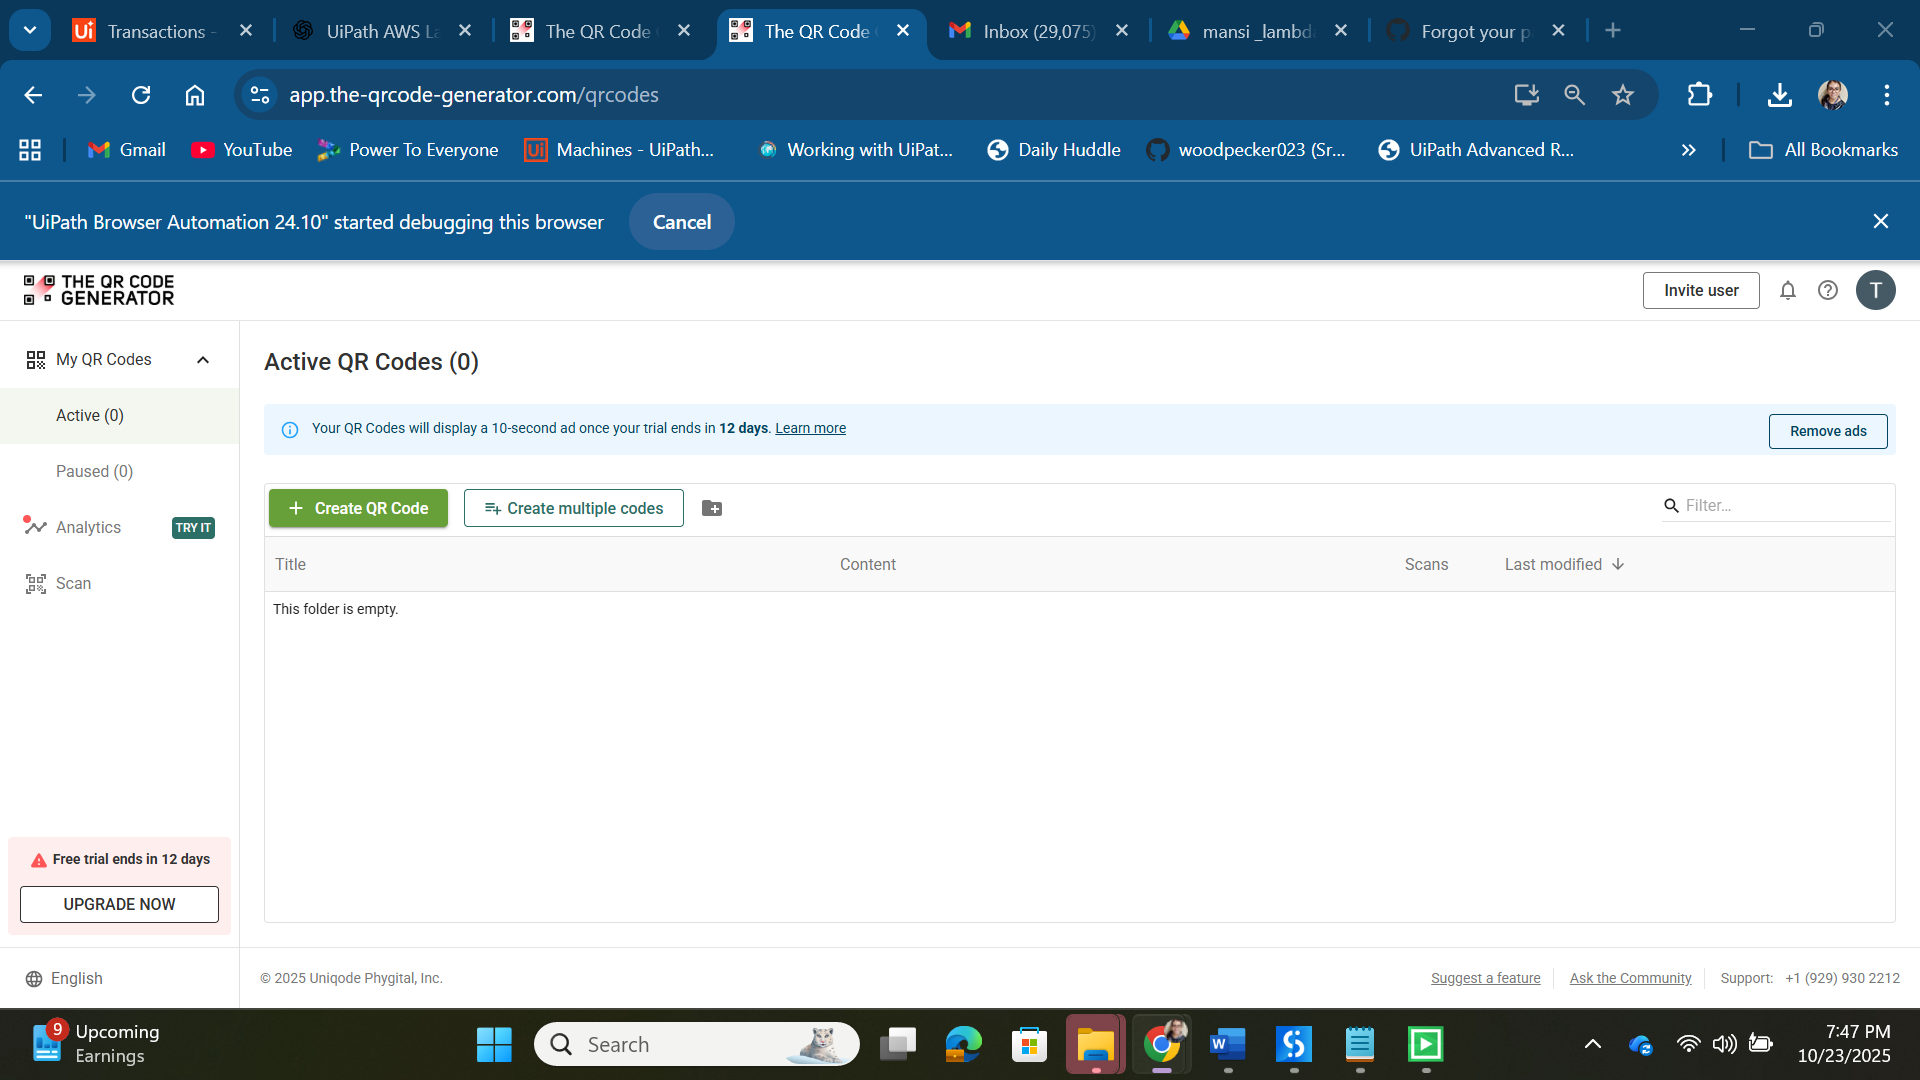 Transactions -
UiPath AWS La
The QR Code
The QR Code
Inbox (29,075)
mansi _lambd
Forgot your p
app.the-qrcode-generator.com/qrcodes
Gmail
YouTube
Power To Everyone
Machines - UiPath...
Working with UiPat...
Daily Huddle
woodpecker023 (Sr...
UiPath Advanced R...
All Bookmarks
"UiPath Browser Automation 24.10" started debugging this browser
Cancel
THE QR CODE
GENERATOR
Invite user
T
My QR Codes
Active (0)
Paused (0)
Analytics
TRY IT
Scan
Active QR Codes (0)
Your QR Codes will display a 10-second ad once your trial ends in 12 days. Learn more
Remove ads
Create QR Code
Create multiple codes
Filter...
Title
Content
Scans
Last modified
This folder is empty.
Free trial ends in 12 days
UPGRADE NOW
English
© 2025 Uniqode Phygital, Inc.
Suggest a feature
Ask the Community
Support: +1 (929) 930 2212
9
Upcoming
Earnings
Search
7:47 PM
10/23/2025